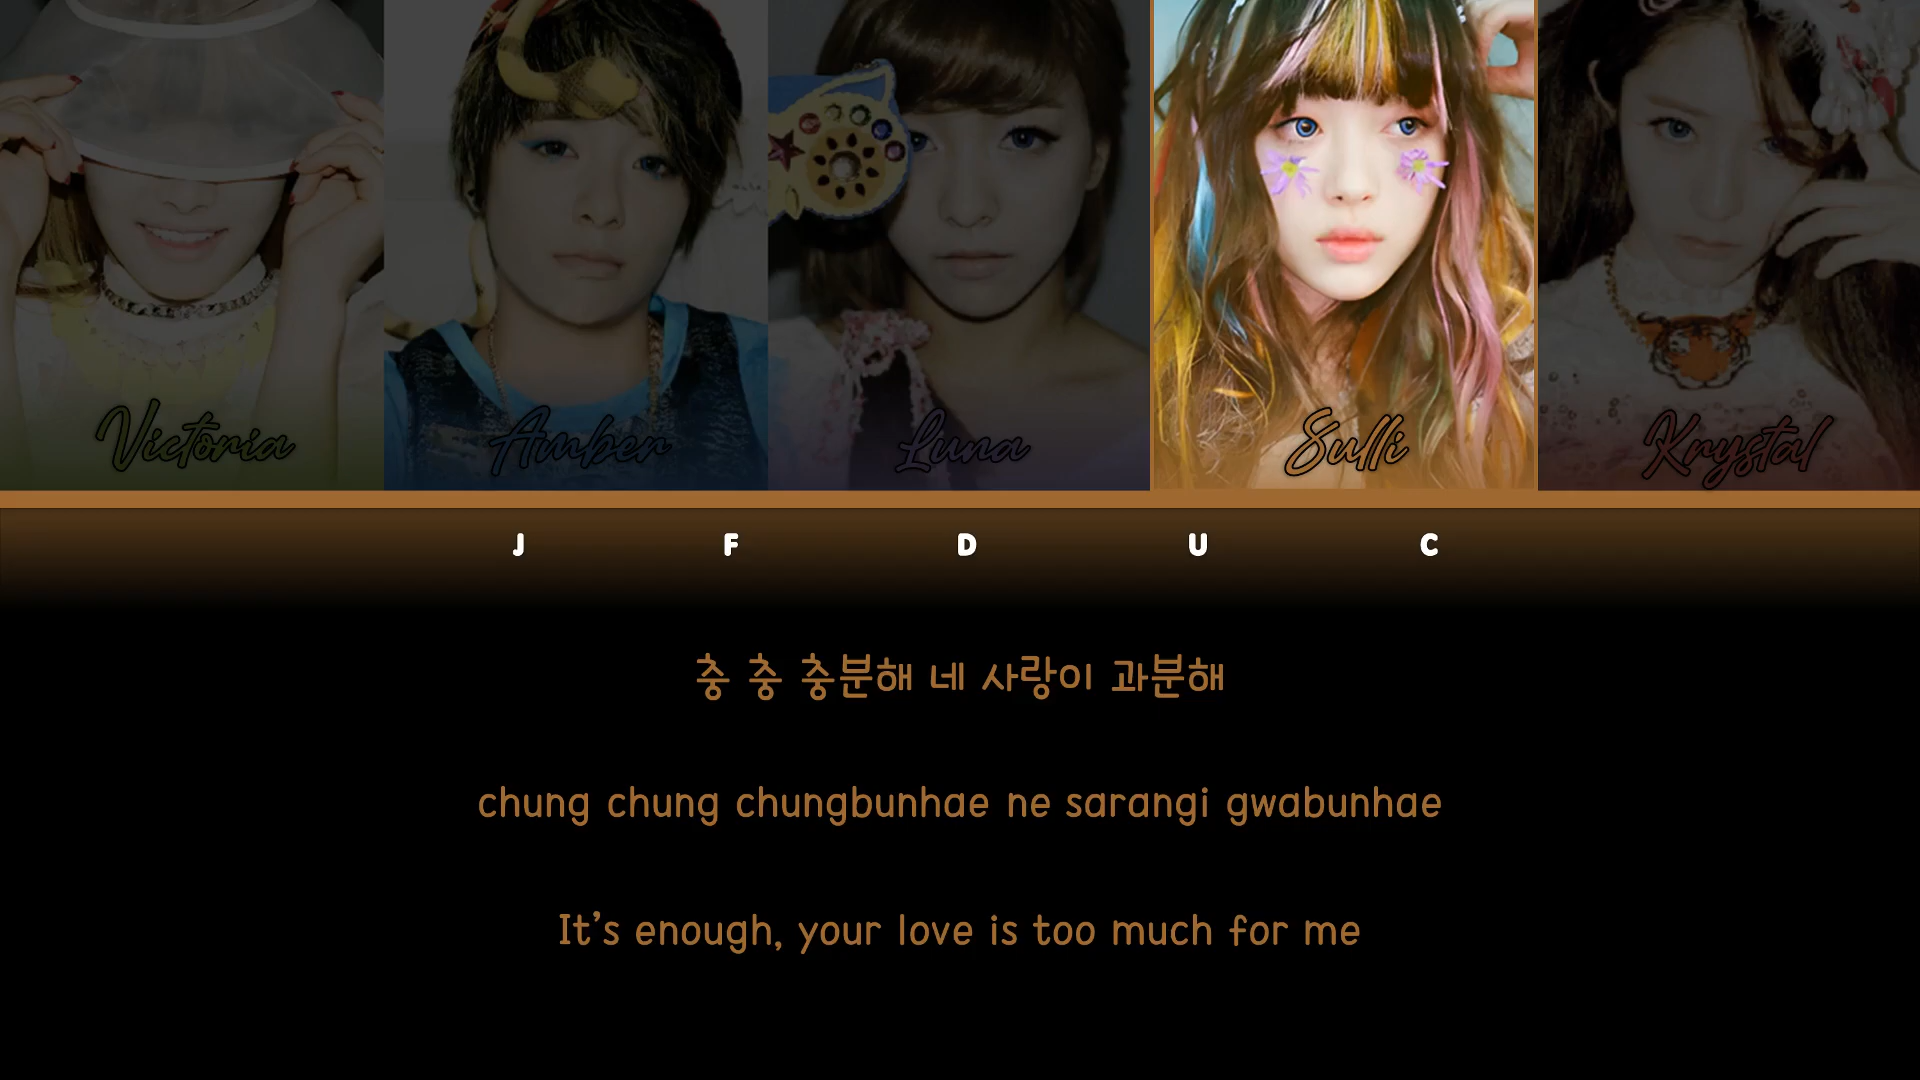 Victoria Amber Luna Sulli Krystal
J F D U C
충 충 충분해 네 사랑이 과분해
chung chung chungbunhae ne sarangi gwabunhae
It's enough, your love is too much for me